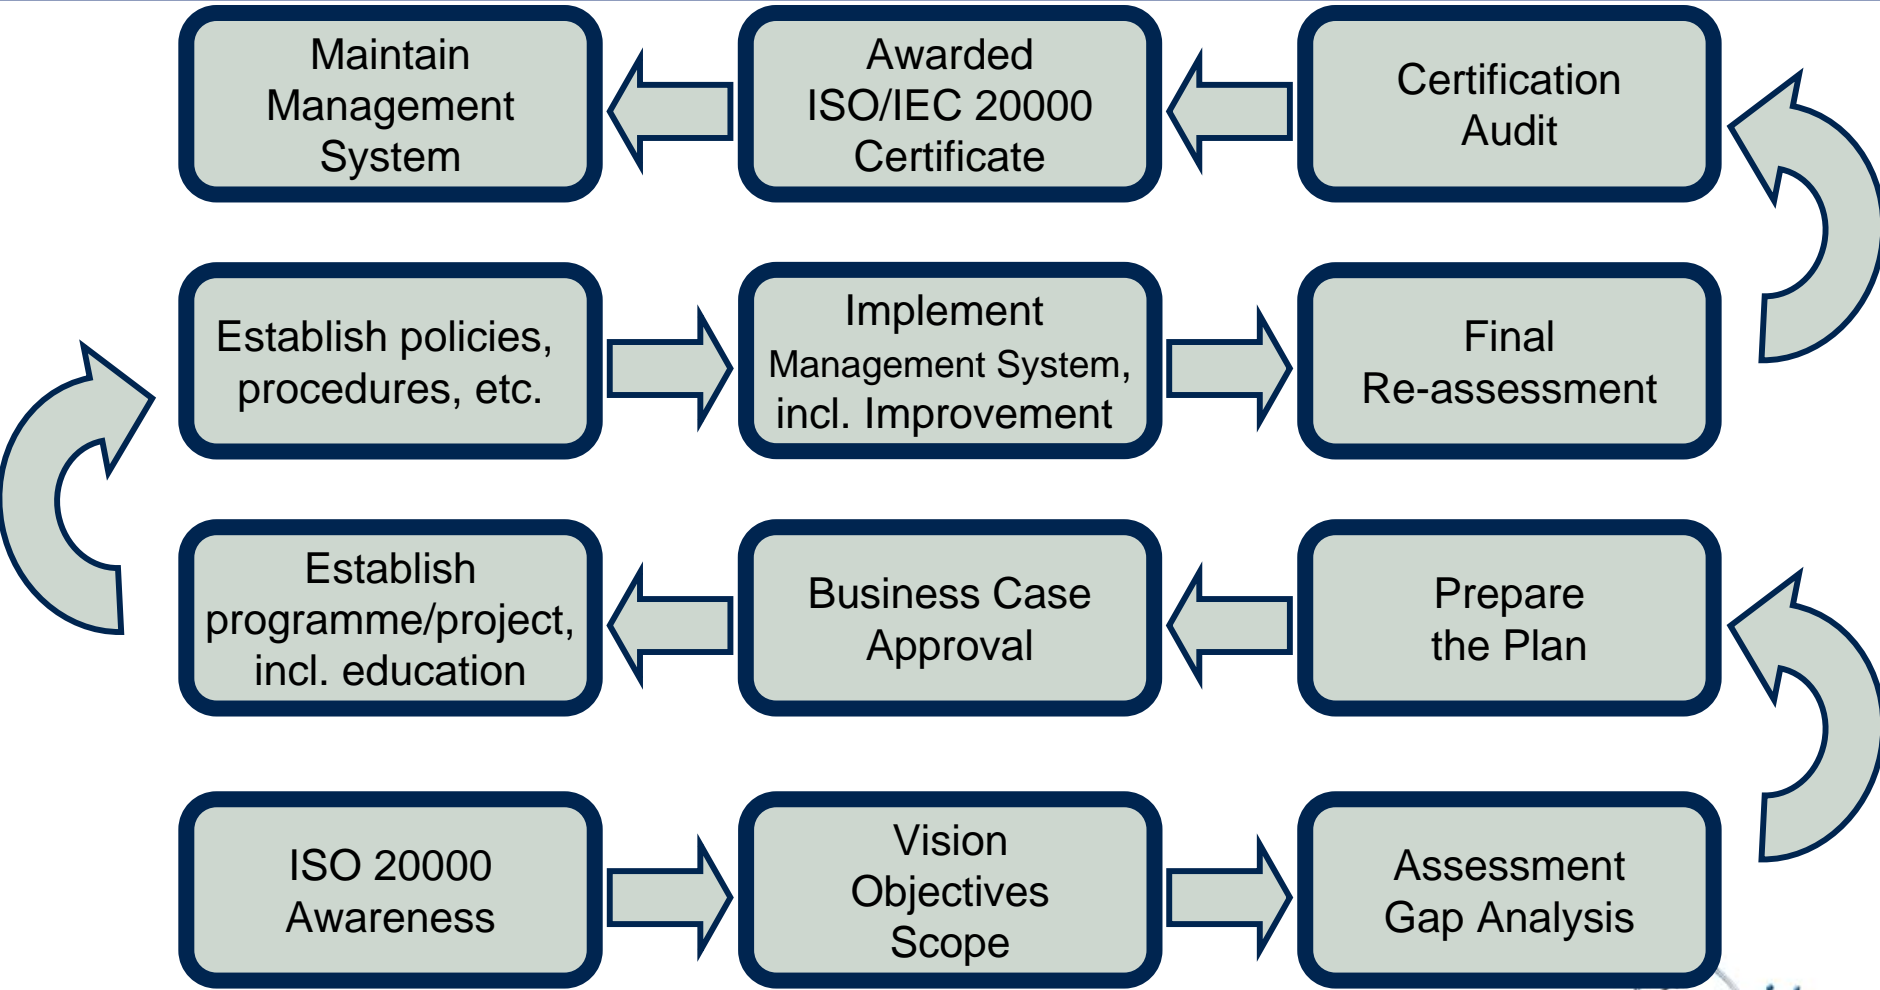 Maintain
Management
System
Awarded
ISO/IEC 20000
Certificate
Certification
Audit
Establish policies,
procedures, etc.
Implement
Management System,
incl. Improvement
Final
Re-assessment
Establish
programme/project,
incl. education
Business Case
Approval
Prepare
the Plan
ISO 20000
Awareness
Vision
Objectives
Scope
Assessment
Gap Analysis